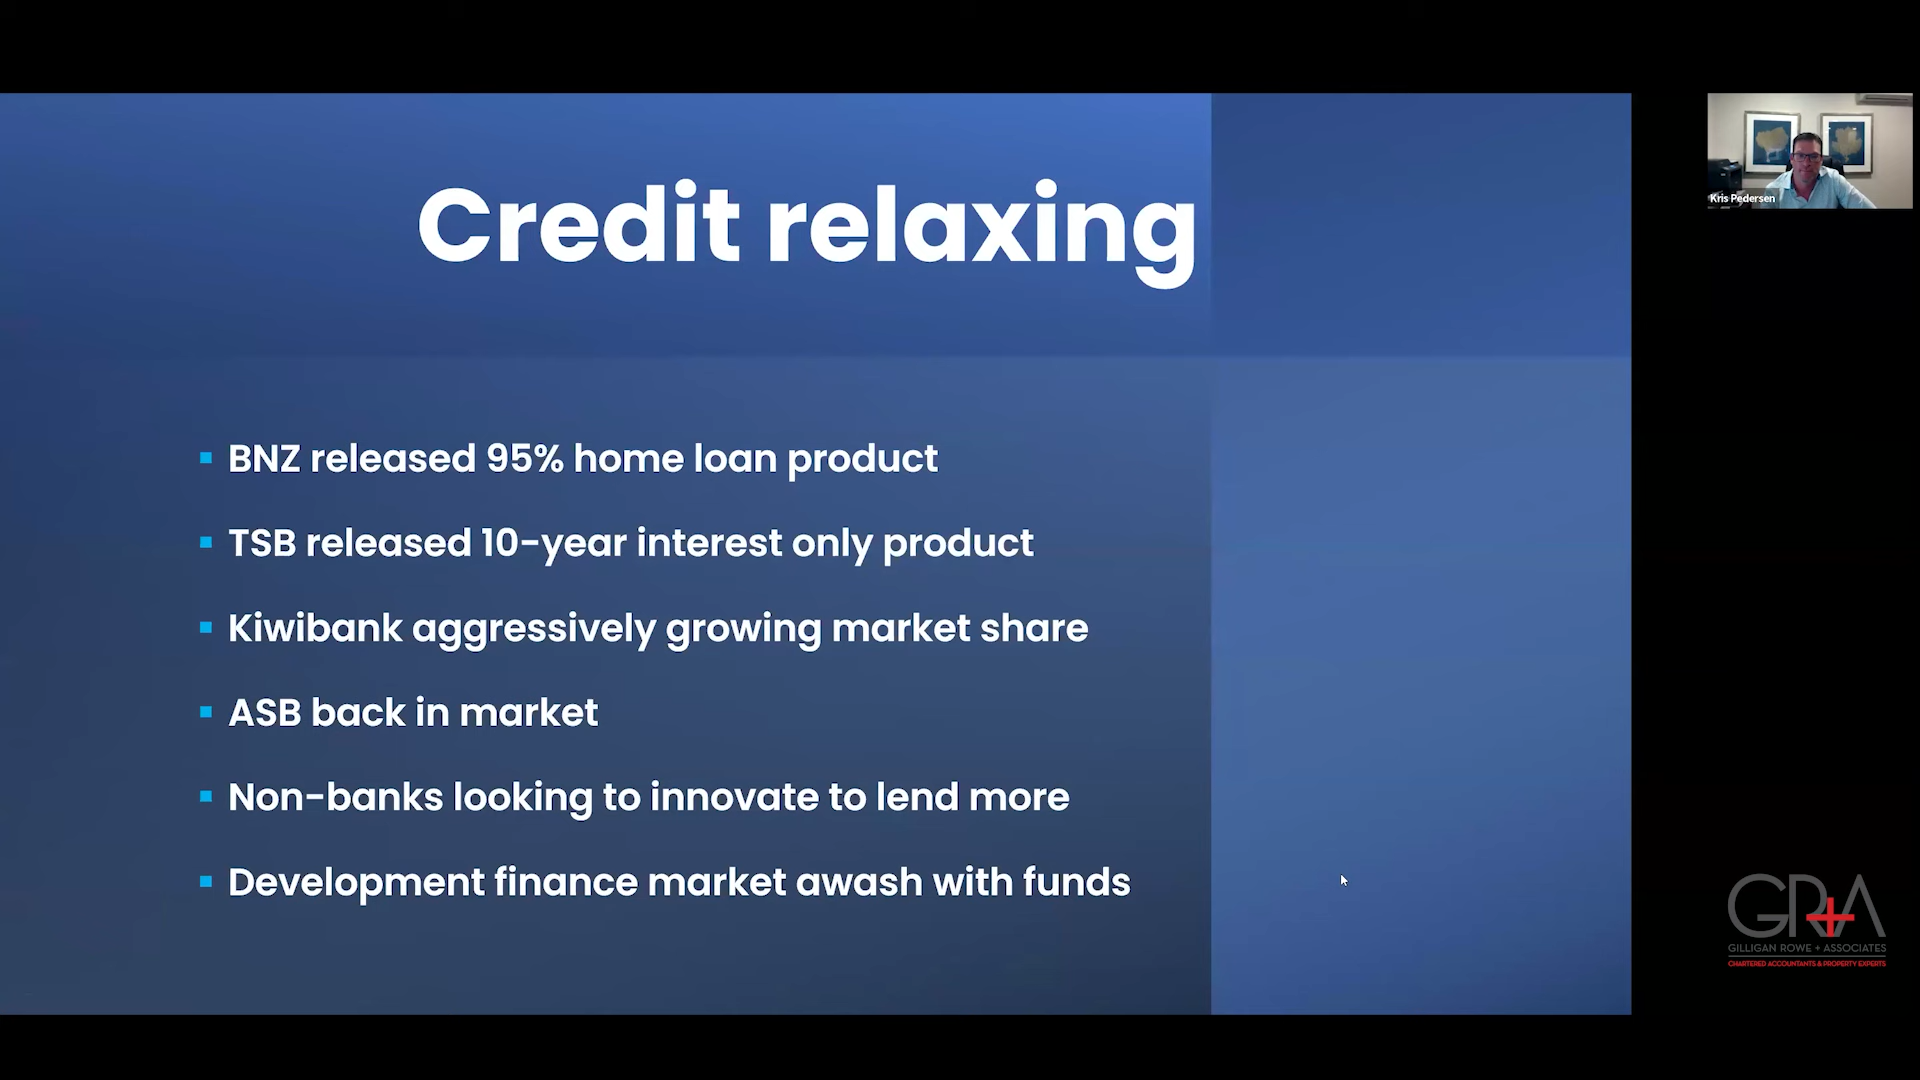 Credit relaxing
BNZ released 95% home loan product
TSB released 10-year interest only product
Kiwibank aggressively growing market share
ASB back in market
Non-banks looking to innovate to lend more
Development finance market awash with funds
Kris Pedersen
GR+A
GILLIGAN ROWE + ASSOCIATES
CHARTERED ACCOUNTANTS & PROPERTY EXPERTS